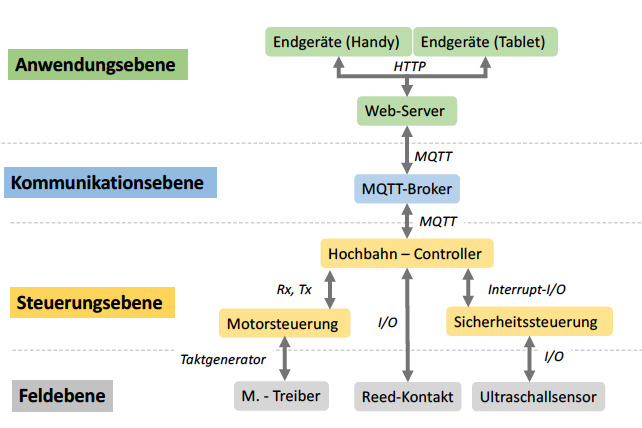 Endgeräte (Handy) Endgeräte (Tablet)
Anwendungsebene
HTTP
Web-Server
MQTT
Kommunikationsebene
MQTT-Broker
MQTT
Hochbahn – Controller
Rx, Tx
Interrupt-I/O
Steuerungsebene
Motorsteuerung
I/O
Sicherheitssteuerung
Taktgenerator
I/O
Feldebene
M. - Treiber
Reed-Kontakt
Ultraschallsensor